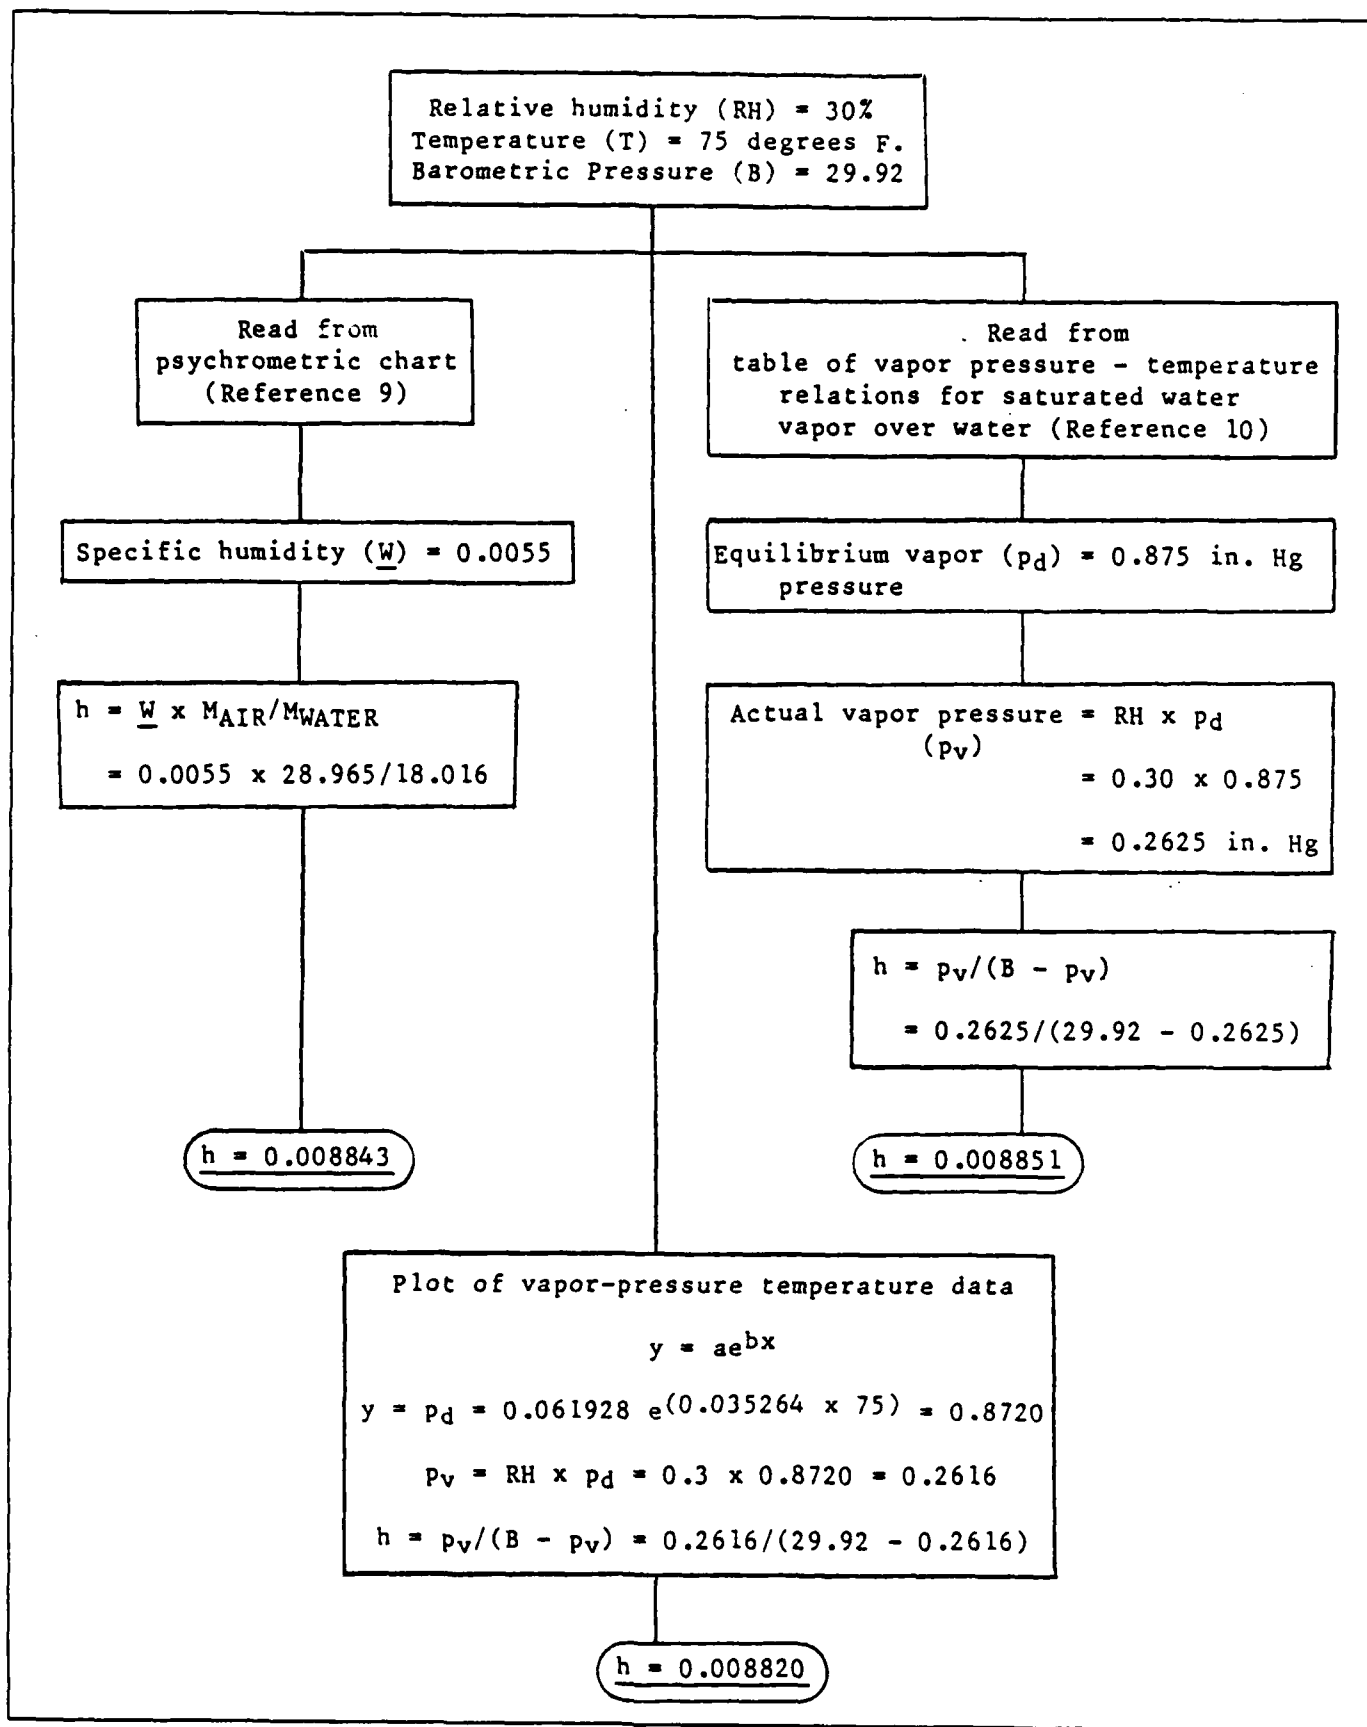 Relative humidity (RH) = 30%
Temperature (T) = 75 degrees F.
Barometric Pressure (B) = 29.92
Read from
psychrometric chart
(Reference 9)
Specific humidity (W) = 0.0055
h = W x MAIR/MWATER
= 0.0055 x 28.965/18.016
h = 0.008843
Read from
table of vapor pressure - temperature
relations for saturated water
vapor over water (Reference 10)
Equilibrium vapor (pd) = 0.875 in. Hg
pressure
Actual vapor pressure = RH x pd
(pv)
= 0.30 x 0.875
= 0.2625 in. Hg
h = pv/(B - pv)
= 0.2625/(29.92 - 0.2625)
h = 0.008851
Plot of vapor-pressure temperature data
y = ae^bx
y = pd = 0.061928 e^(0.035264 x 75) = 0.8720
pv = RH x pd = 0.3 x 0.8720 = 0.2616
h = pv/(B - pv) = 0.2616/(29.92 - 0.2616)
h = 0.008820